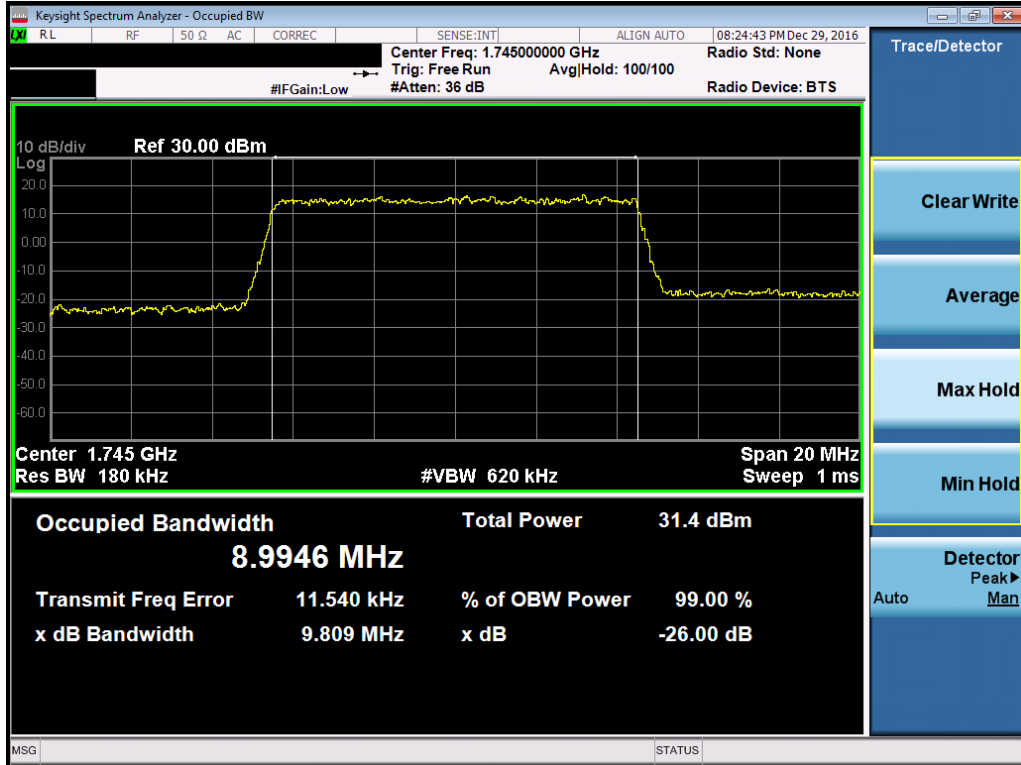 Keysight Spectrum Analyzer - Occupied BW
LXI RL RF 50 Ω AC CORREC SENSE:INT ALIGN AUTO 08:24:43 PM Dec 29, 2016
Center Freq: 1.745000000 GHz Radio Std: None
Trig: Free Run Avg|Hold: 100/100
#IFGain:Low #Atten: 36 dB Radio Device: BTS
10 dB/div Ref 30.00 dBm
Log
20.0
10.0
0.00
-10.0
-20.0
-30.0
-40.0
-50.0
-60.0
Center 1.745 GHz Span 20 MHz
Res BW 180 kHz #VBW 620 kHz Sweep 1 ms
Occupied Bandwidth Total Power 31.4 dBm
8.9946 MHz
Transmit Freq Error 11.540 kHz % of OBW Power 99.00 %
x dB Bandwidth 9.809 MHz x dB -26.00 dB
MSG STATUS
Trace/Detector
Clear Write
Average
Max Hold
Min Hold
Detector
Peak▶
Auto Man